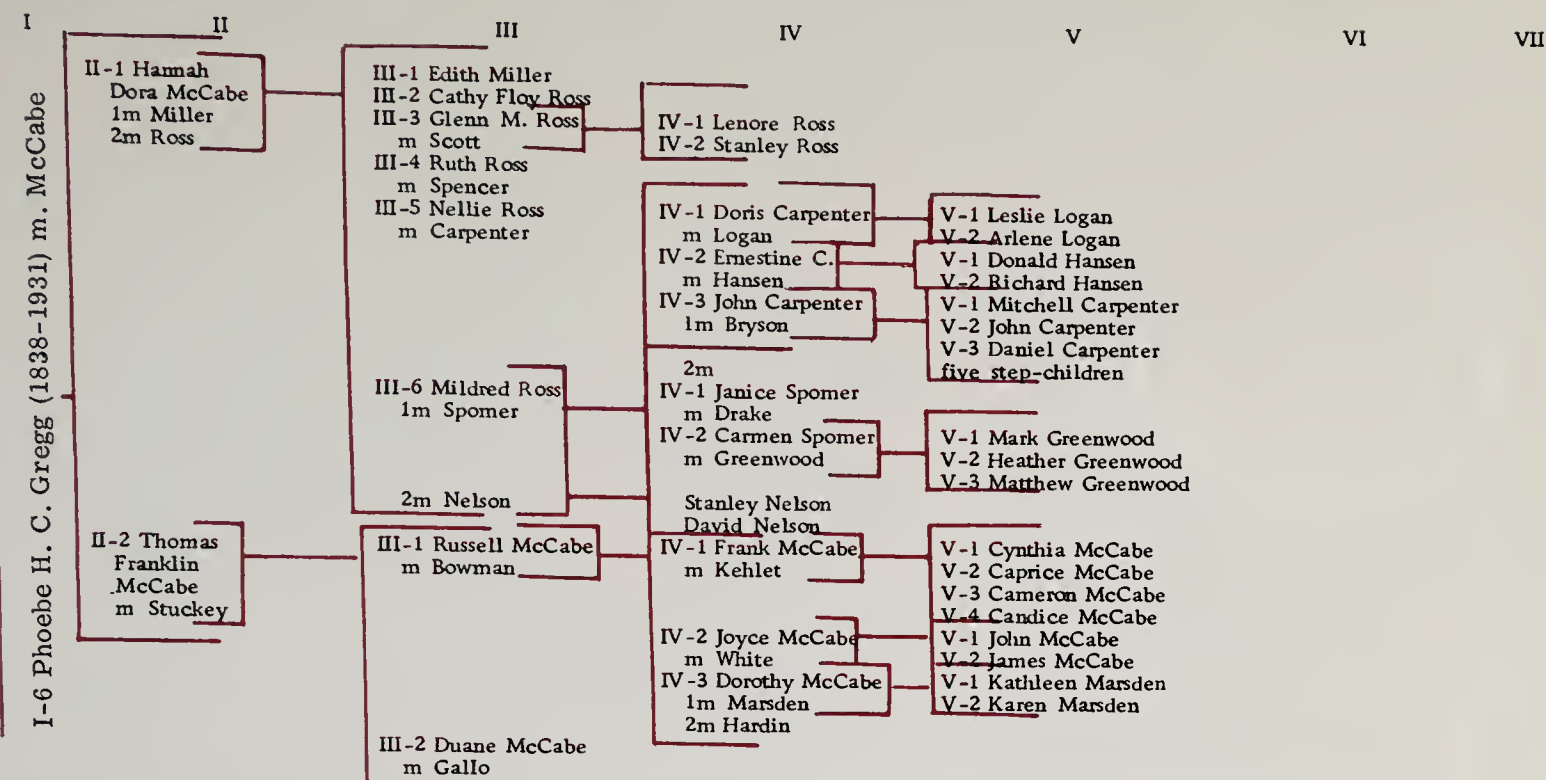 I
II
III
IV
V
VI
VII
I-6 Phoebe H. C. Gregg (1838-1931) m. McCabe
II-1 Hannah
Dora McCabe
1m Miller
2m Ross
II-2 Thomas
Franklin
McCabe
m Stuckey
III-1 Edith Miller
III-2 Cathy Floy Ross
III-3 Glenn M. Ross
m Scott
III-4 Ruth Ross
m Spencer
III-5 Nellie Ross
m Carpenter
III-6 Mildred Ross
1m Spomer
2m Nelson
III-1 Russell McCabe
m Bowman
III-2 Duane McCabe
m Gallo
IV-1 Lenore Ross
IV-2 Stanley Ross
IV-1 Doris Carpenter
m Logan
IV-2 Ernestine C.
m Hansen
IV-3 John Carpenter
1m Bryson
2m
IV-1 Janice Spomer
m Drake
IV-2 Carmen Spomer
m Greenwood
Stanley Nelson
David Nelson
IV-1 Frank McCabe
m Kehlet
IV-2 Joyce McCabe
m White
IV-3 Dorothy McCabe
1m Marsden
2m Hardin
V-1 Leslie Logan
V-2 Arlene Logan
V-1 Donald Hansen
V-2 Richard Hansen
V-1 Mitchell Carpenter
V-2 John Carpenter
V-3 Daniel Carpenter
five step-children
V-1 Mark Greenwood
V-2 Heather Greenwood
V-3 Matthew Greenwood
V-1 Cynthia McCabe
V-2 Caprice McCabe
V-3 Cameron McCabe
V-4 Candice McCabe
V-1 John McCabe
V-2 James McCabe
V-1 Kathleen Marsden
V-2 Karen Marsden